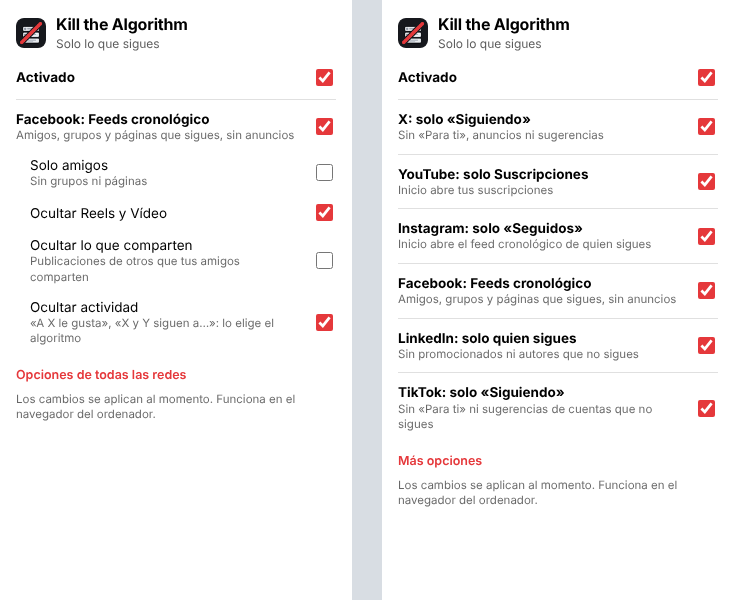 Kill the Algorithm
Solo lo que sigues
Activado
Facebook: Feeds cronológico
Amigos, grupos y páginas que sigues, sin anuncios
Solo amigos
Sin grupos ni páginas
Ocultar Reels y Vídeo
Ocultar lo que comparten
Publicaciones de otros que tus amigos
comparten
Ocultar actividad
«A X le gusta», «X y Y siguen a…»: lo elige el
algoritmo
Opciones de todas las redes
Los cambios se aplican al momento. Funciona en el
navegador del ordenador.
Kill the Algorithm
Solo lo que sigues
Activado
X: solo «Siguiendo»
Sin «Para ti», anuncios ni sugerencias
YouTube: solo Suscripciones
Inicio abre tus suscripciones
Instagram: solo «Seguidos»
Inicio abre el feed cronológico de quien sigues
Facebook: Feeds cronológico
Amigos, grupos y páginas que sigues, sin anuncios
LinkedIn: solo quien sigues
Sin promocionados ni autores que no sigues
TikTok: solo «Siguiendo»
Sin «Para ti» ni sugerencias de cuentas que no
sigues
Más opciones
Los cambios se aplican al momento. Funciona en el
navegador del ordenador.